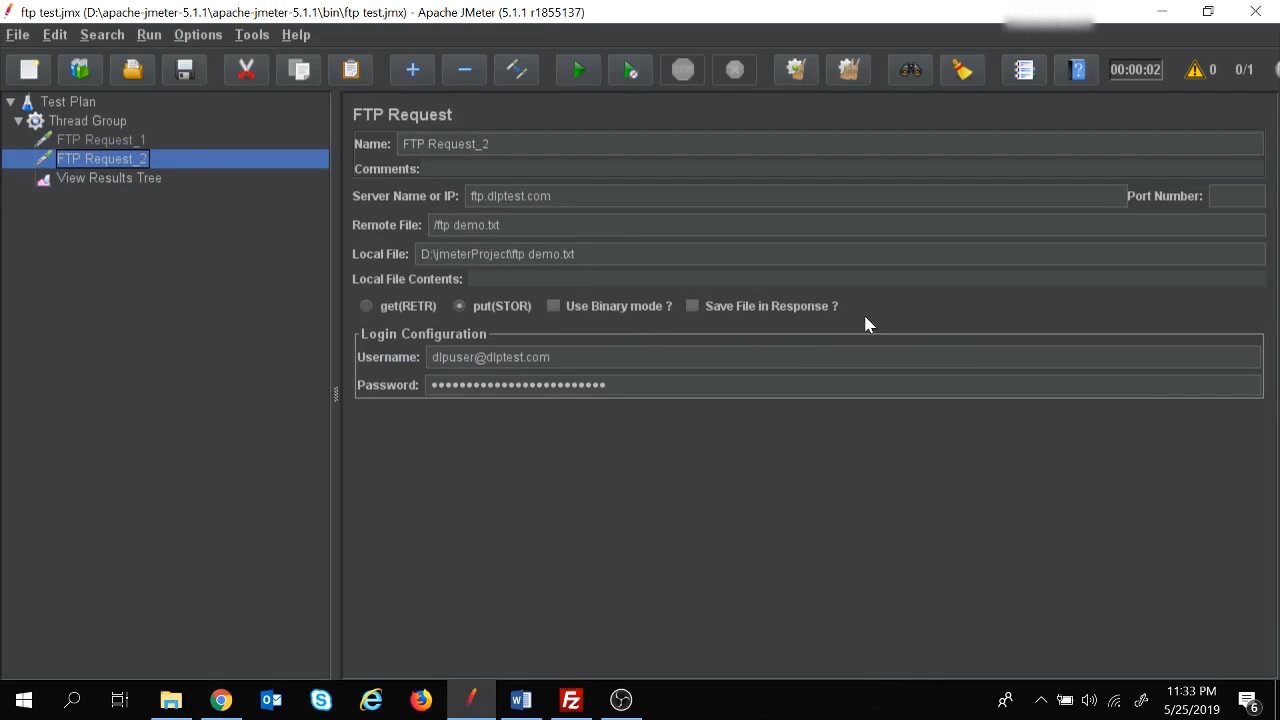 ftp test.jmx (D:\apache-jmeter-5.1.1\apache-jmeter-5.1.1\bin\ftp test.jmx) - Apache JMeter (5.1.1 r1855137)
File Edit Search Run Options Tools Help
STOP 00:00:02 0 0/1
Test Plan
Thread Group
FTP Request_1
FTP Request_2
View Results Tree
FTP Request
Name: FTP Request_2
Comments:
Server Name or IP: ftp.dlptest.com Port Number:
Remote File: /ftp demo.txt
Local File: D:\jmeterProject\ftp demo.txt
Local File Contents:
get(RETR) put(STOR) Use Binary mode ? Save File in Response ?
Login Configuration
Username: dlpuser@dlptest.com
Password: •••••••••••••••••••••••••
11:33 PM
5/25/2019
6